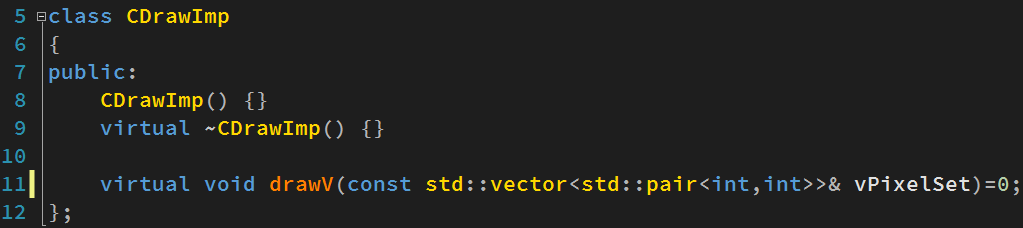 5 class CDrawImp
6 {
7 public:
8     CDrawImp() {}
9     virtual ~CDrawImp() {}
10
11     virtual void drawV(const std::vector<std::pair<int,int>>& vPixelSet)=0;
12 };